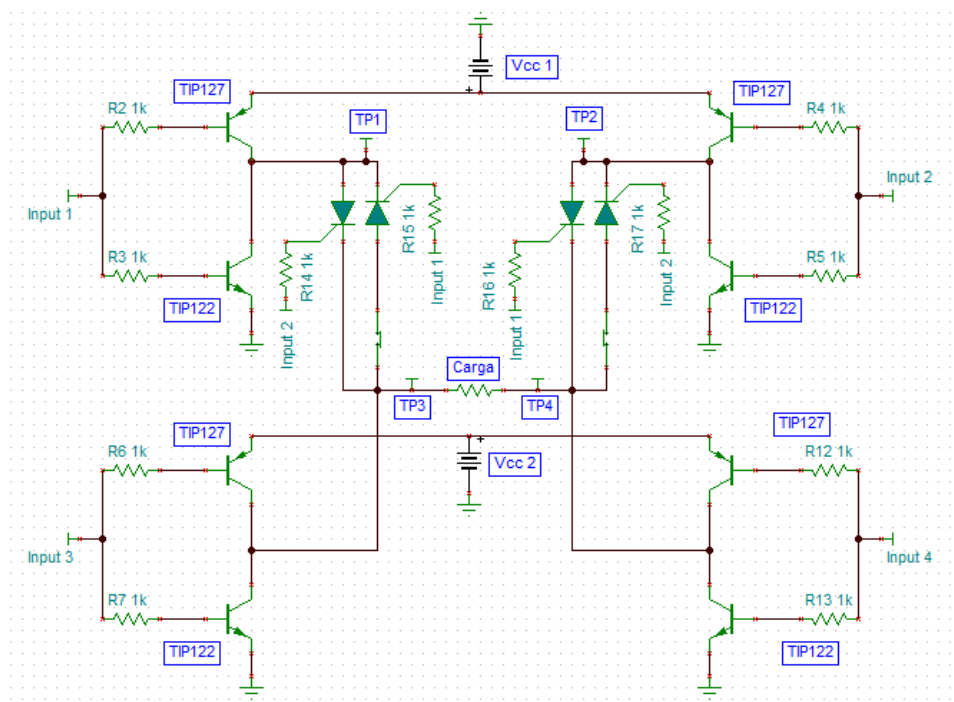 Vcc 1
TIP127
TIP127
R2 1k
TP1
TP2
R4 1k
Input 1
Input 2
R15 1k
R17 1k
R3 1k
R14 1k
Input 1
R16 1k
Input 2
R5 1k
TIP122
TIP122
Input 2
Input 1
Carga
TP3
TP4
TIP127
TIP127
R6 1k
Vcc 2
R12 1k
Input 3
Input 4
R7 1k
R13 1k
TIP122
TIP122